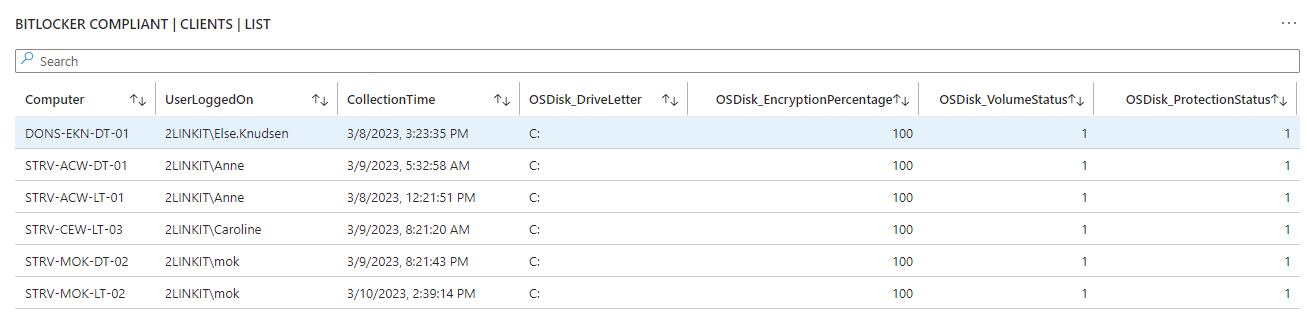 BITLOCKER COMPLIANT | CLIENTS | LIST
Search
Computer UserLoggedOn CollectionTime OSDisk_DriveLetter OSDisk_EncryptionPercentage OSDisk_VolumeStatus OSDisk_ProtectionStatus
DONS-EKN-DT-01 2LINKIT\Else.Knudsen 3/8/2023, 3:23:35 PM C: 100 1 1
STRV-ACW-DT-01 2LINKIT\Anne 3/9/2023, 5:32:58 AM C: 100 1 1
STRV-ACW-LT-01 2LINKIT\Anne 3/8/2023, 12:21:51 PM C: 100 1 1
STRV-CEW-LT-03 2LINKIT\Caroline 3/9/2023, 8:21:20 AM C: 100 1 1
STRV-MOK-DT-02 2LINKIT\mok 3/9/2023, 8:21:43 PM C: 100 1 1
STRV-MOK-LT-02 2LINKIT\mok 3/10/2023, 2:39:14 PM C: 100 1 1